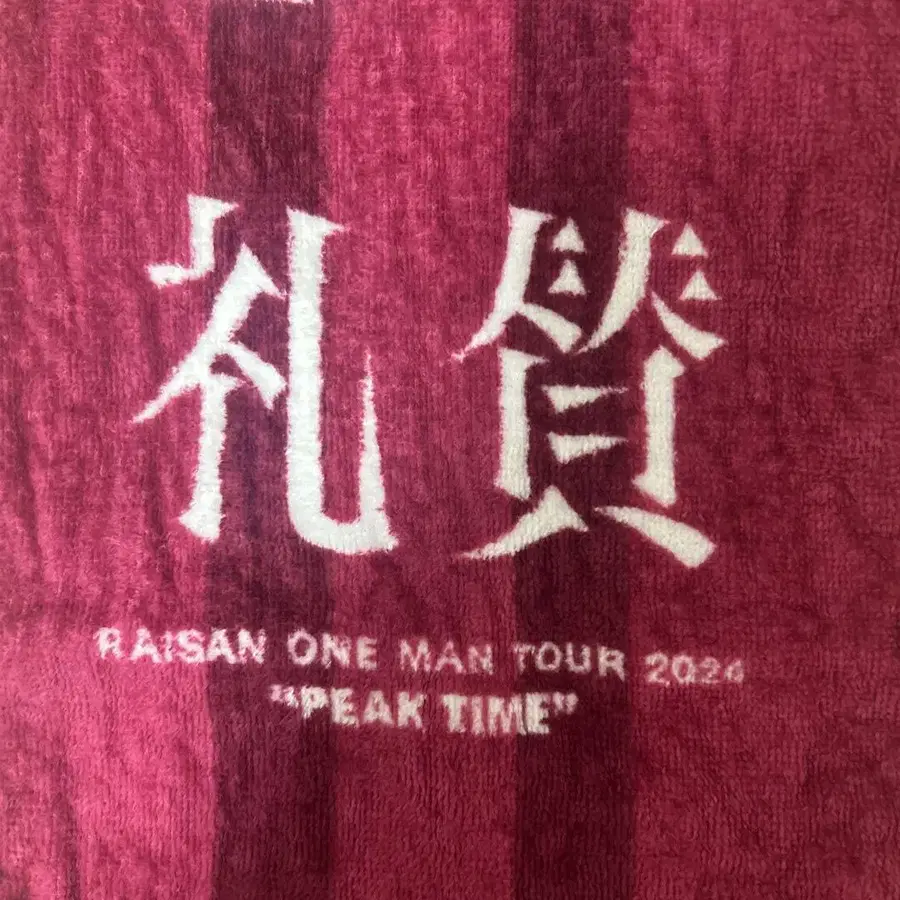 礼賛
RAISAN ONE MAN TOUR 2024
“PEAK TIME”